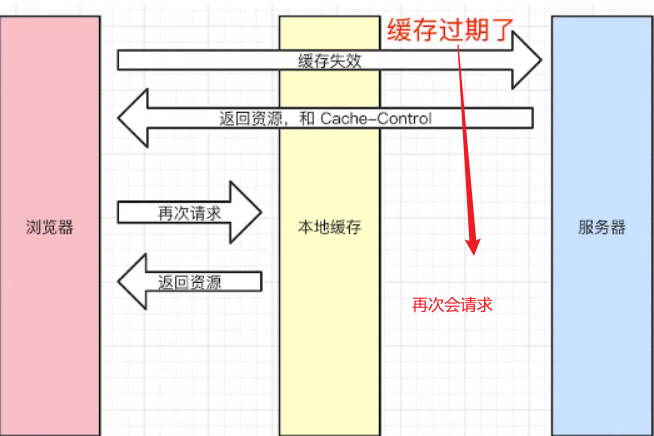 缓存过期了
缓存失效
返回资源，和 Cache-Control
再次请求
浏览器
本地缓存
服务器
返回资源
再次会请求